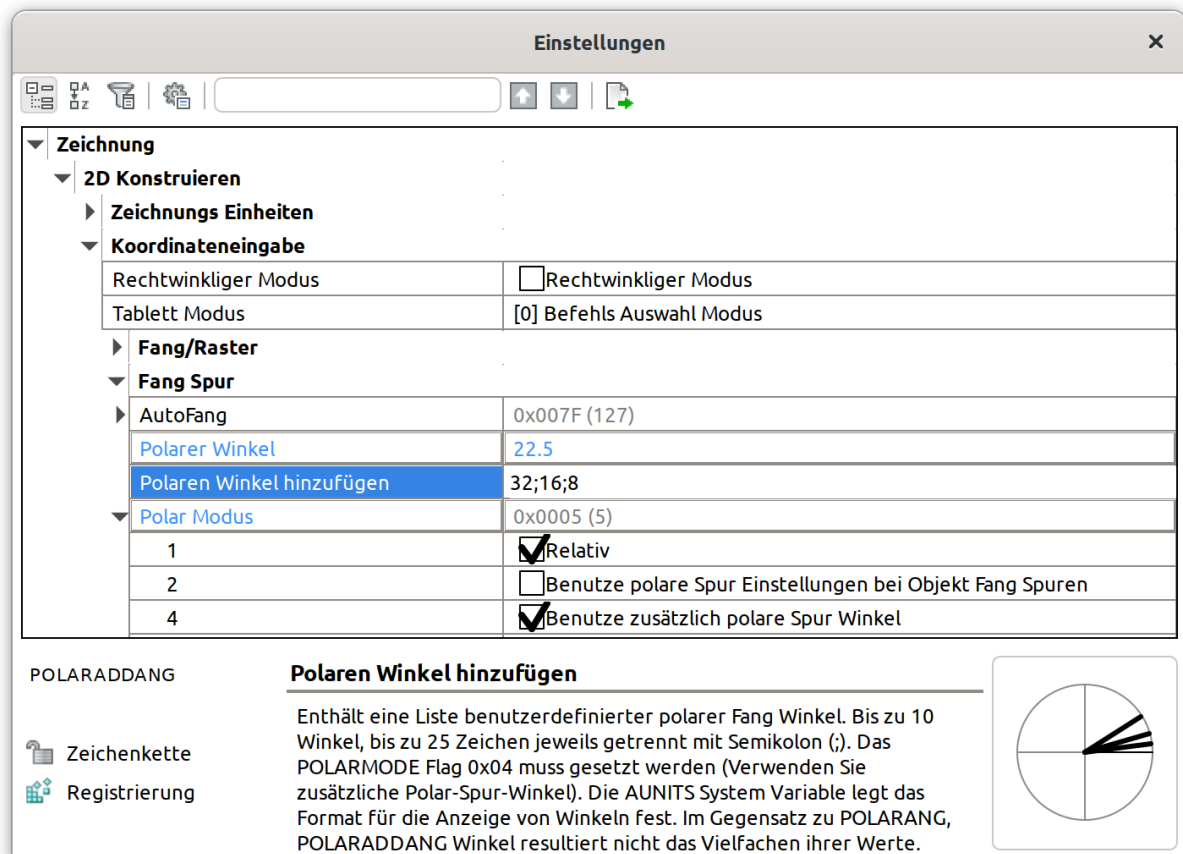 Einstellungen
Zeichnung
2D Konstruieren
Zeichnungs Einheiten
Koordinateneingabe
Rechtwinkliger Modus Rechtwinkliger Modus
Tablett Modus [0] Befehls Auswahl Modus
Fang/Raster
Fang Spur
AutoFang 0x007F (127)
Polarer Winkel 22.5
Polaren Winkel hinzufügen 32;16;8
Polar Modus 0x0005 (5)
1 Relativ
2 Benutze polare Spur Einstellungen bei Objekt Fang Spuren
4 Benutze zusätzlich polare Spur Winkel
POLARADDANG
Zeichenkette
Registrierung
Polaren Winkel hinzufügen
Enthält eine Liste benutzerdefinierter polarer Fang Winkel. Bis zu 10
Winkel, bis zu 25 Zeichen jeweils getrennt mit Semikolon (;). Das
POLARMODE Flag 0x04 muss gesetzt werden (Verwenden Sie
zusätzliche Polar-Spur-Winkel). Die AUNITS System Variable legt das
Format für die Anzeige von Winkeln fest. Im Gegensatz zu POLARANG,
POLARADDANG Winkel resultiert nicht das Vielfachen ihrer Werte.